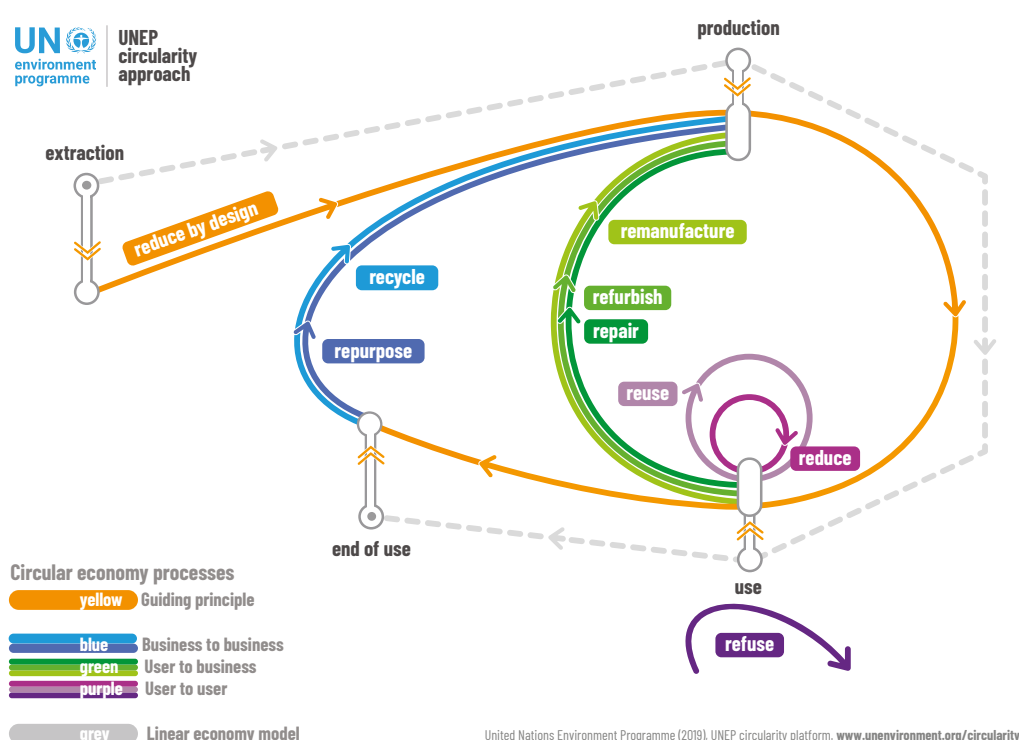 UN
environment
programme
UNEP
circularity
approach
production
extraction
reduce by design
remanufacture
recycle
refurbish
repair
repurpose
reuse
reduce
end of use
use
refuse
Circular economy processes
yellow Guiding principle
blue Business to business
green User to business
purple User to user
grey Linear economy model
United Nations Environment Programme (2019). UNEP circularity platform. www.unenvironment.org/circularity